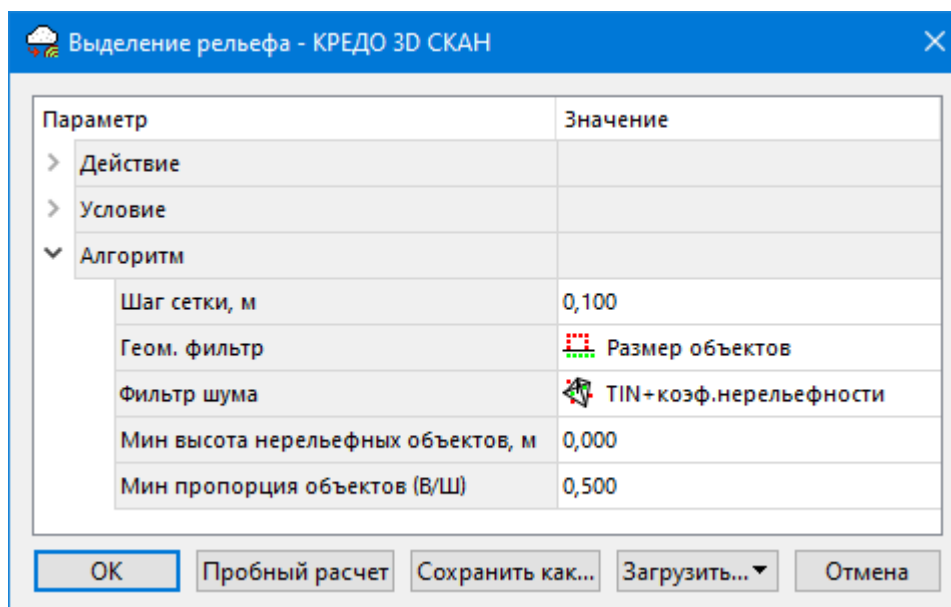 Выделение рельефа - КРЕДО 3D СКАН
Параметр Значение
Действие
Условие
Алгоритм
Шаг сетки, м 0,100
Геом. фильтр Размер объектов
Фильтр шума TIN+коэф.нерельефности
Мин высота нерельефных объектов, м 0,000
Мин пропорция объектов (В/Ш) 0,500
ОК Пробный расчет Сохранить как... Загрузить... Отмена